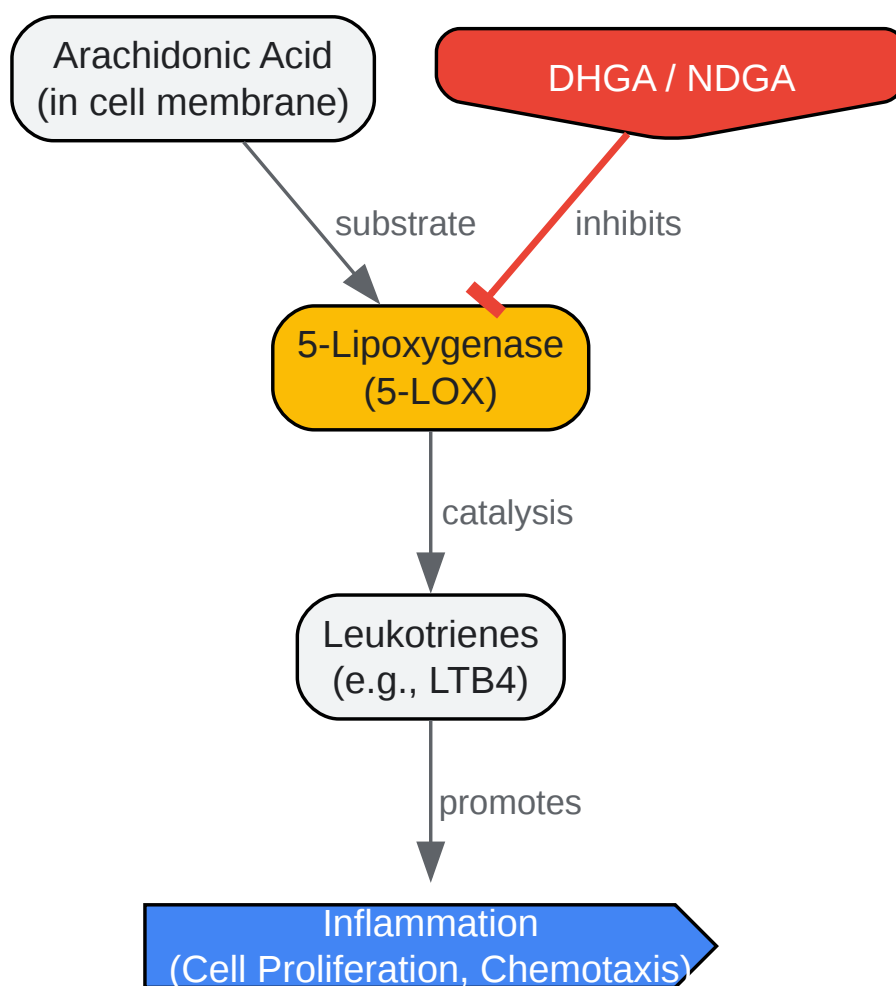 Arachidonic Acid
(in cell membrane)
DHGA / NDGA
substrate
inhibits
5-Lipoxygenase
(5-LOX)
catalysis
Leukotrienes
(e.g., LTB4)
promotes
Inflammation
(Cell Proliferation, Chemotaxis)